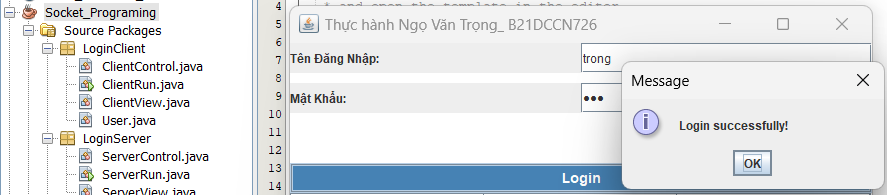 Socket_Programing
Source Packages
LoginClient
ClientControl.java
ClientRun.java
ClientView.java
User.java
LoginServer
ServerControl.java
ServerRun.java
ServerView.java
4
5
6
7
8
9
10
11
12
13
14
* and open the template in the editor.
Thực hành Ngọ Văn Trọng_ B21DCCN726
Tên Đăng Nhập:
trong
Mật Khẩu:
●●●
Login
Message
Login successfully!
OK